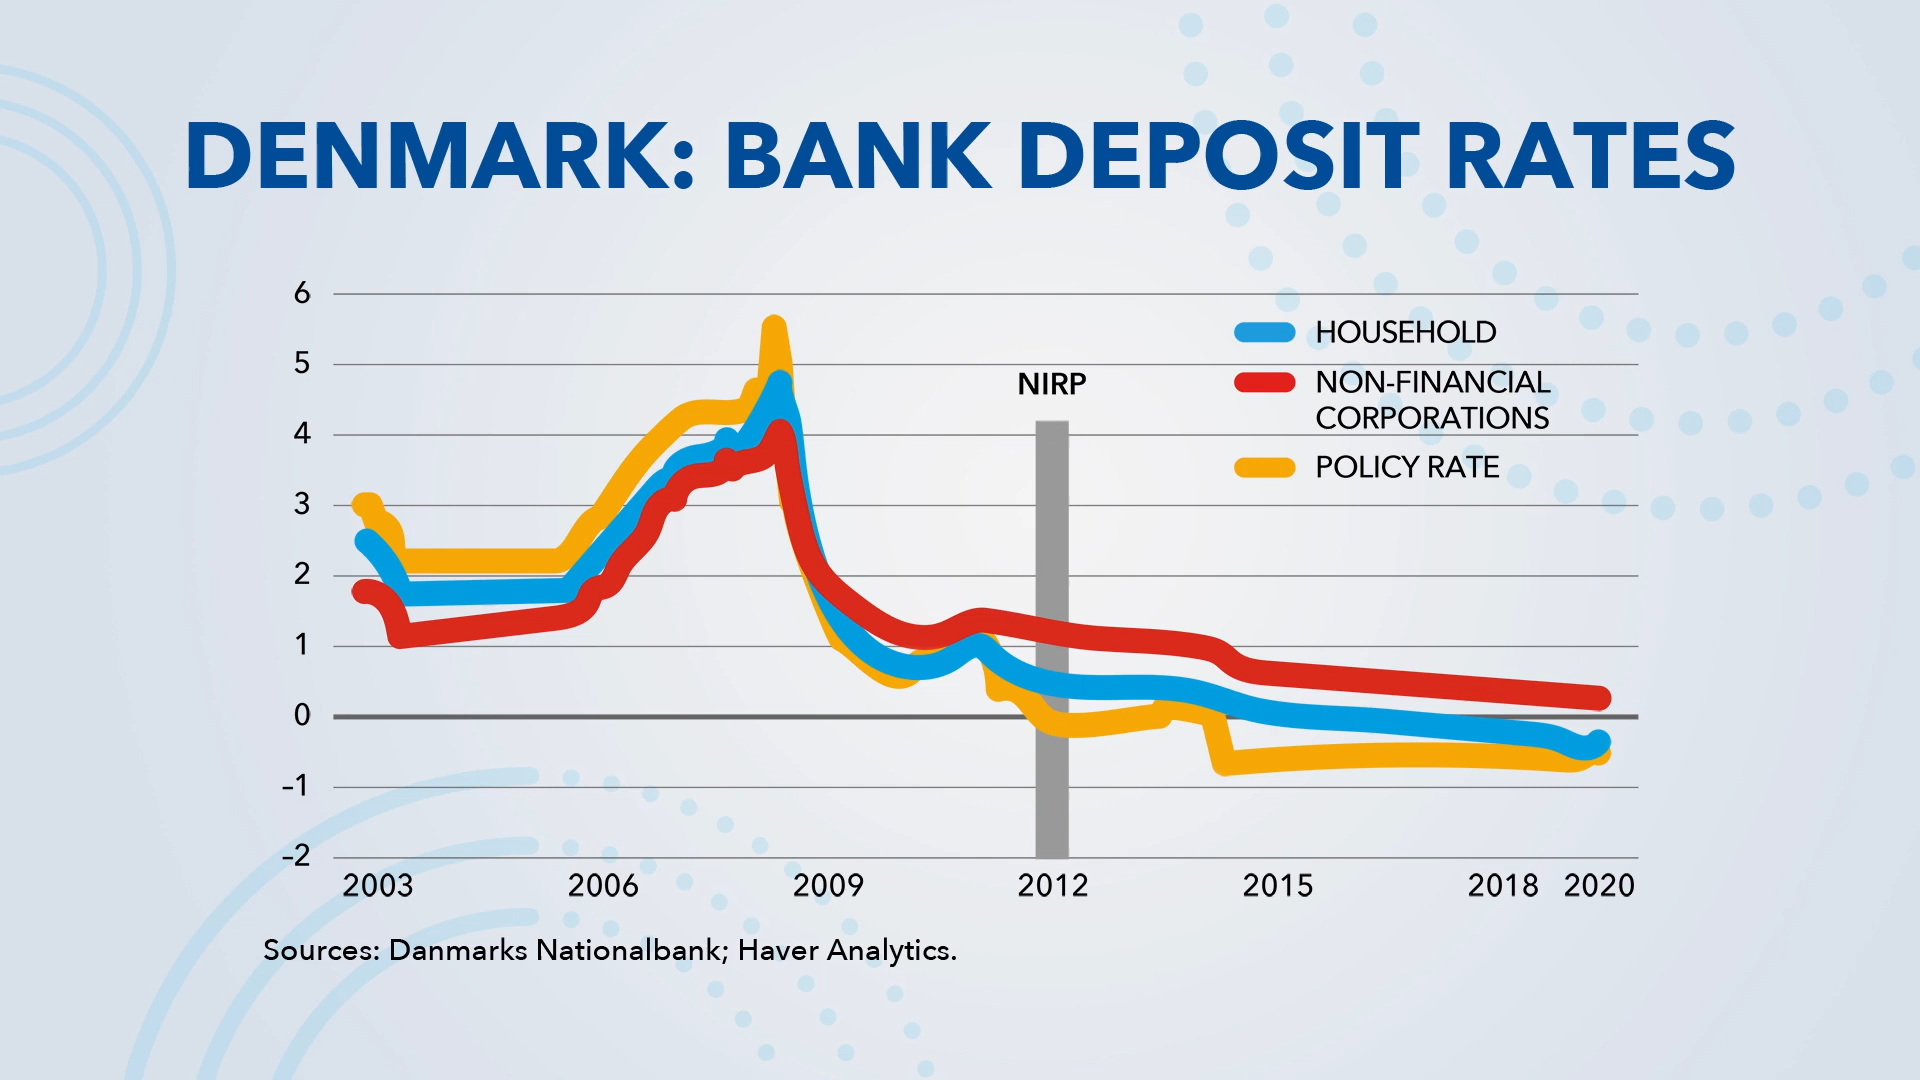 DENMARK: BANK DEPOSIT RATES
6
5
4
3
2
1
0
–1
–2
NIRP
HOUSEHOLD
NON-FINANCIAL
CORPORATIONS
POLICY RATE
2003 2006 2009 2012 2015 2018 2020
Sources: Danmarks Nationalbank; Haver Analytics.